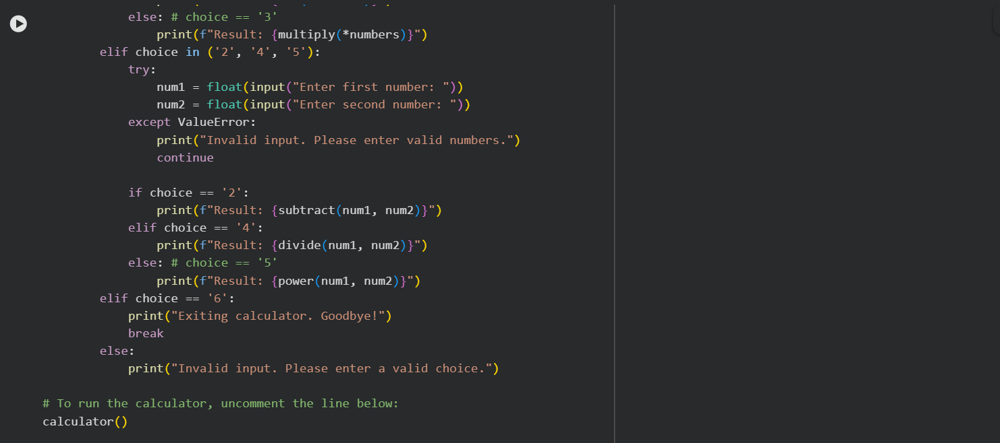 else: # choice == '3'
                print(f"Result: {multiply(*numbers)}")
        elif choice in ('2', '4', '5'):
            try:
                num1 = float(input("Enter first number: "))
                num2 = float(input("Enter second number: "))
            except ValueError:
                print("Invalid input. Please enter valid numbers.")
                continue

            if choice == '2':
                print(f"Result: {subtract(num1, num2)}")
            elif choice == '4':
                print(f"Result: {divide(num1, num2)}")
            else: # choice == '5'
                print(f"Result: {power(num1, num2)}")
        elif choice == '6':
            print("Exiting calculator. Goodbye!")
            break
        else:
            print("Invalid input. Please enter a valid choice.")

# To run the calculator, uncomment the line below:
calculator()